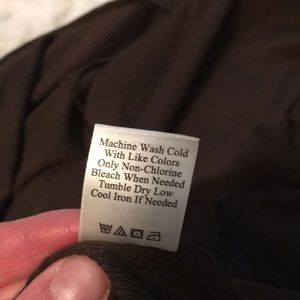 Machine Wash Cold
With Like Colors
Only Non-Chlorine
Bleach When Needed
Tumble Dry Low
Cool Iron If Needed